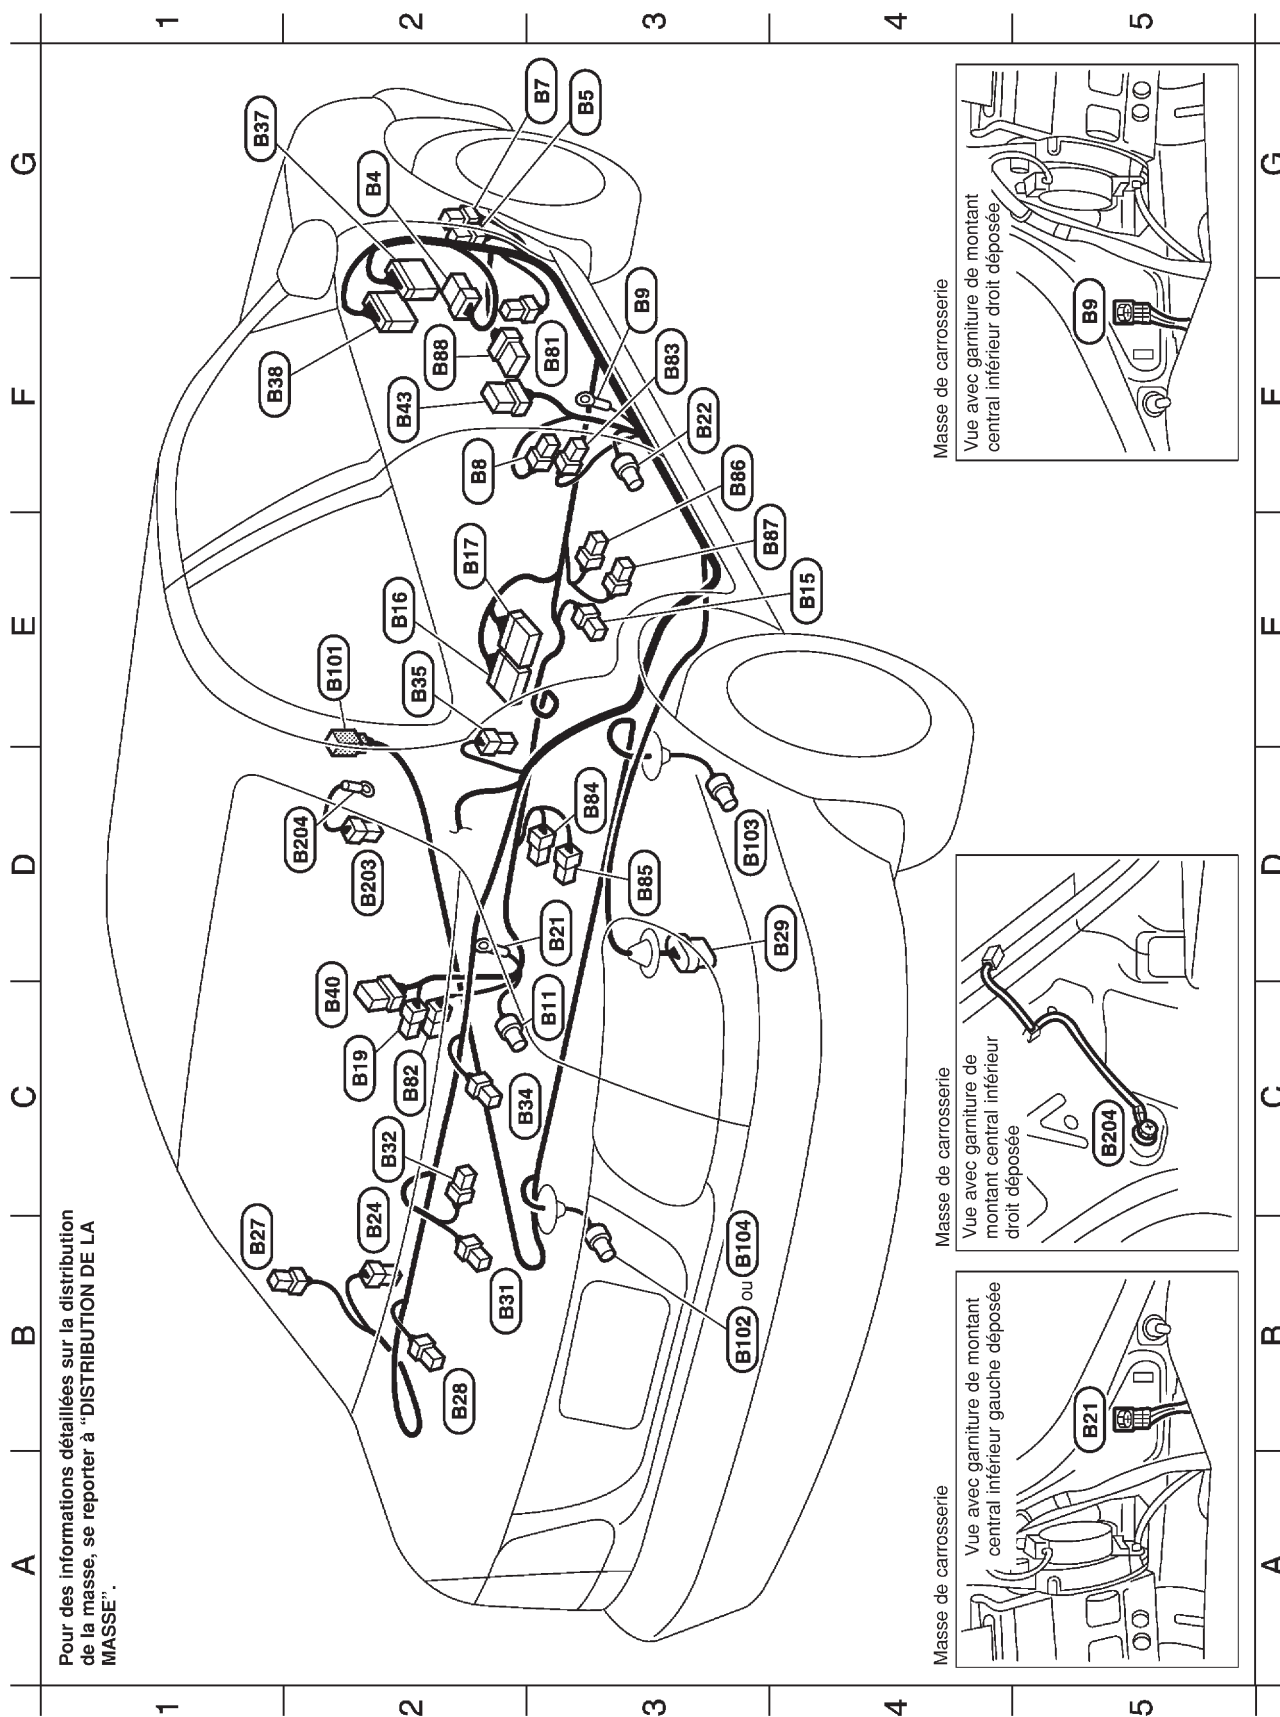 Pour des informations détaillées sur la distribution
de la masse, se reporter à “DISTRIBUTION DE LA
MASSE”.
A
B
C
D
E
F
G
1
2
3
4
5
1
2
3
4
5
A
B
C
D
E
F
G
B27
B24
B32
B28
B31
B19
B40
B82
B34
B11
B21
B203
B204
B101
B35
B16
B17
B8
B43
B88
B38
B37
B4
B7
B5
B81
B9
B83
B22
B86
B87
B15
B84
B85
B103
B29
B102 ou B104
Masse de carrosserie
Vue avec garniture de montant
central inférieur gauche déposée
B21
Masse de carrosserie
Vue avec garniture de
montant central inférieur
droit déposée
B204
Masse de carrosserie
Vue avec garniture de montant
central inférieur droit déposée
B9